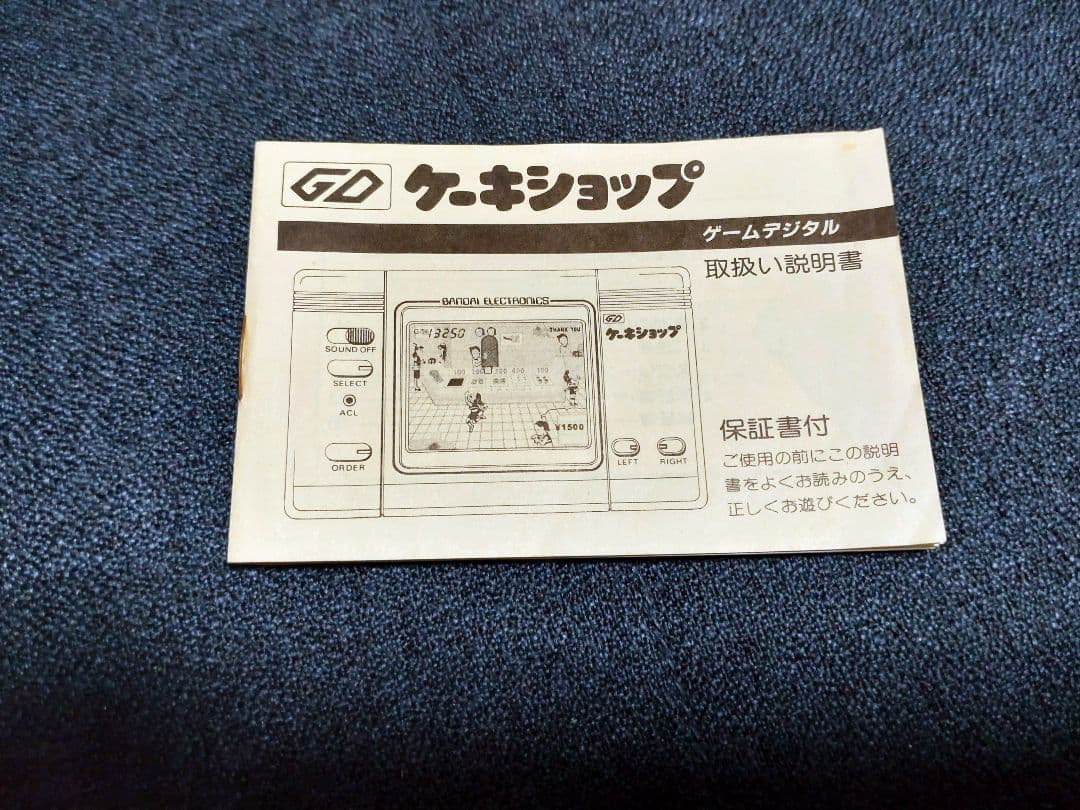 GD ケーキショップ
ゲームデジタル
取扱い説明書
BANDAI ELECTRONICS
13250
THANK YOU
GD
ケーキショップ
SOUND OFF
SELECT
ACL
ORDER
¥1500
LEFT
RIGHT
保証書付
ご使用の前にこの説明
書をよくお読みのうえ、
正しくお遊びください。